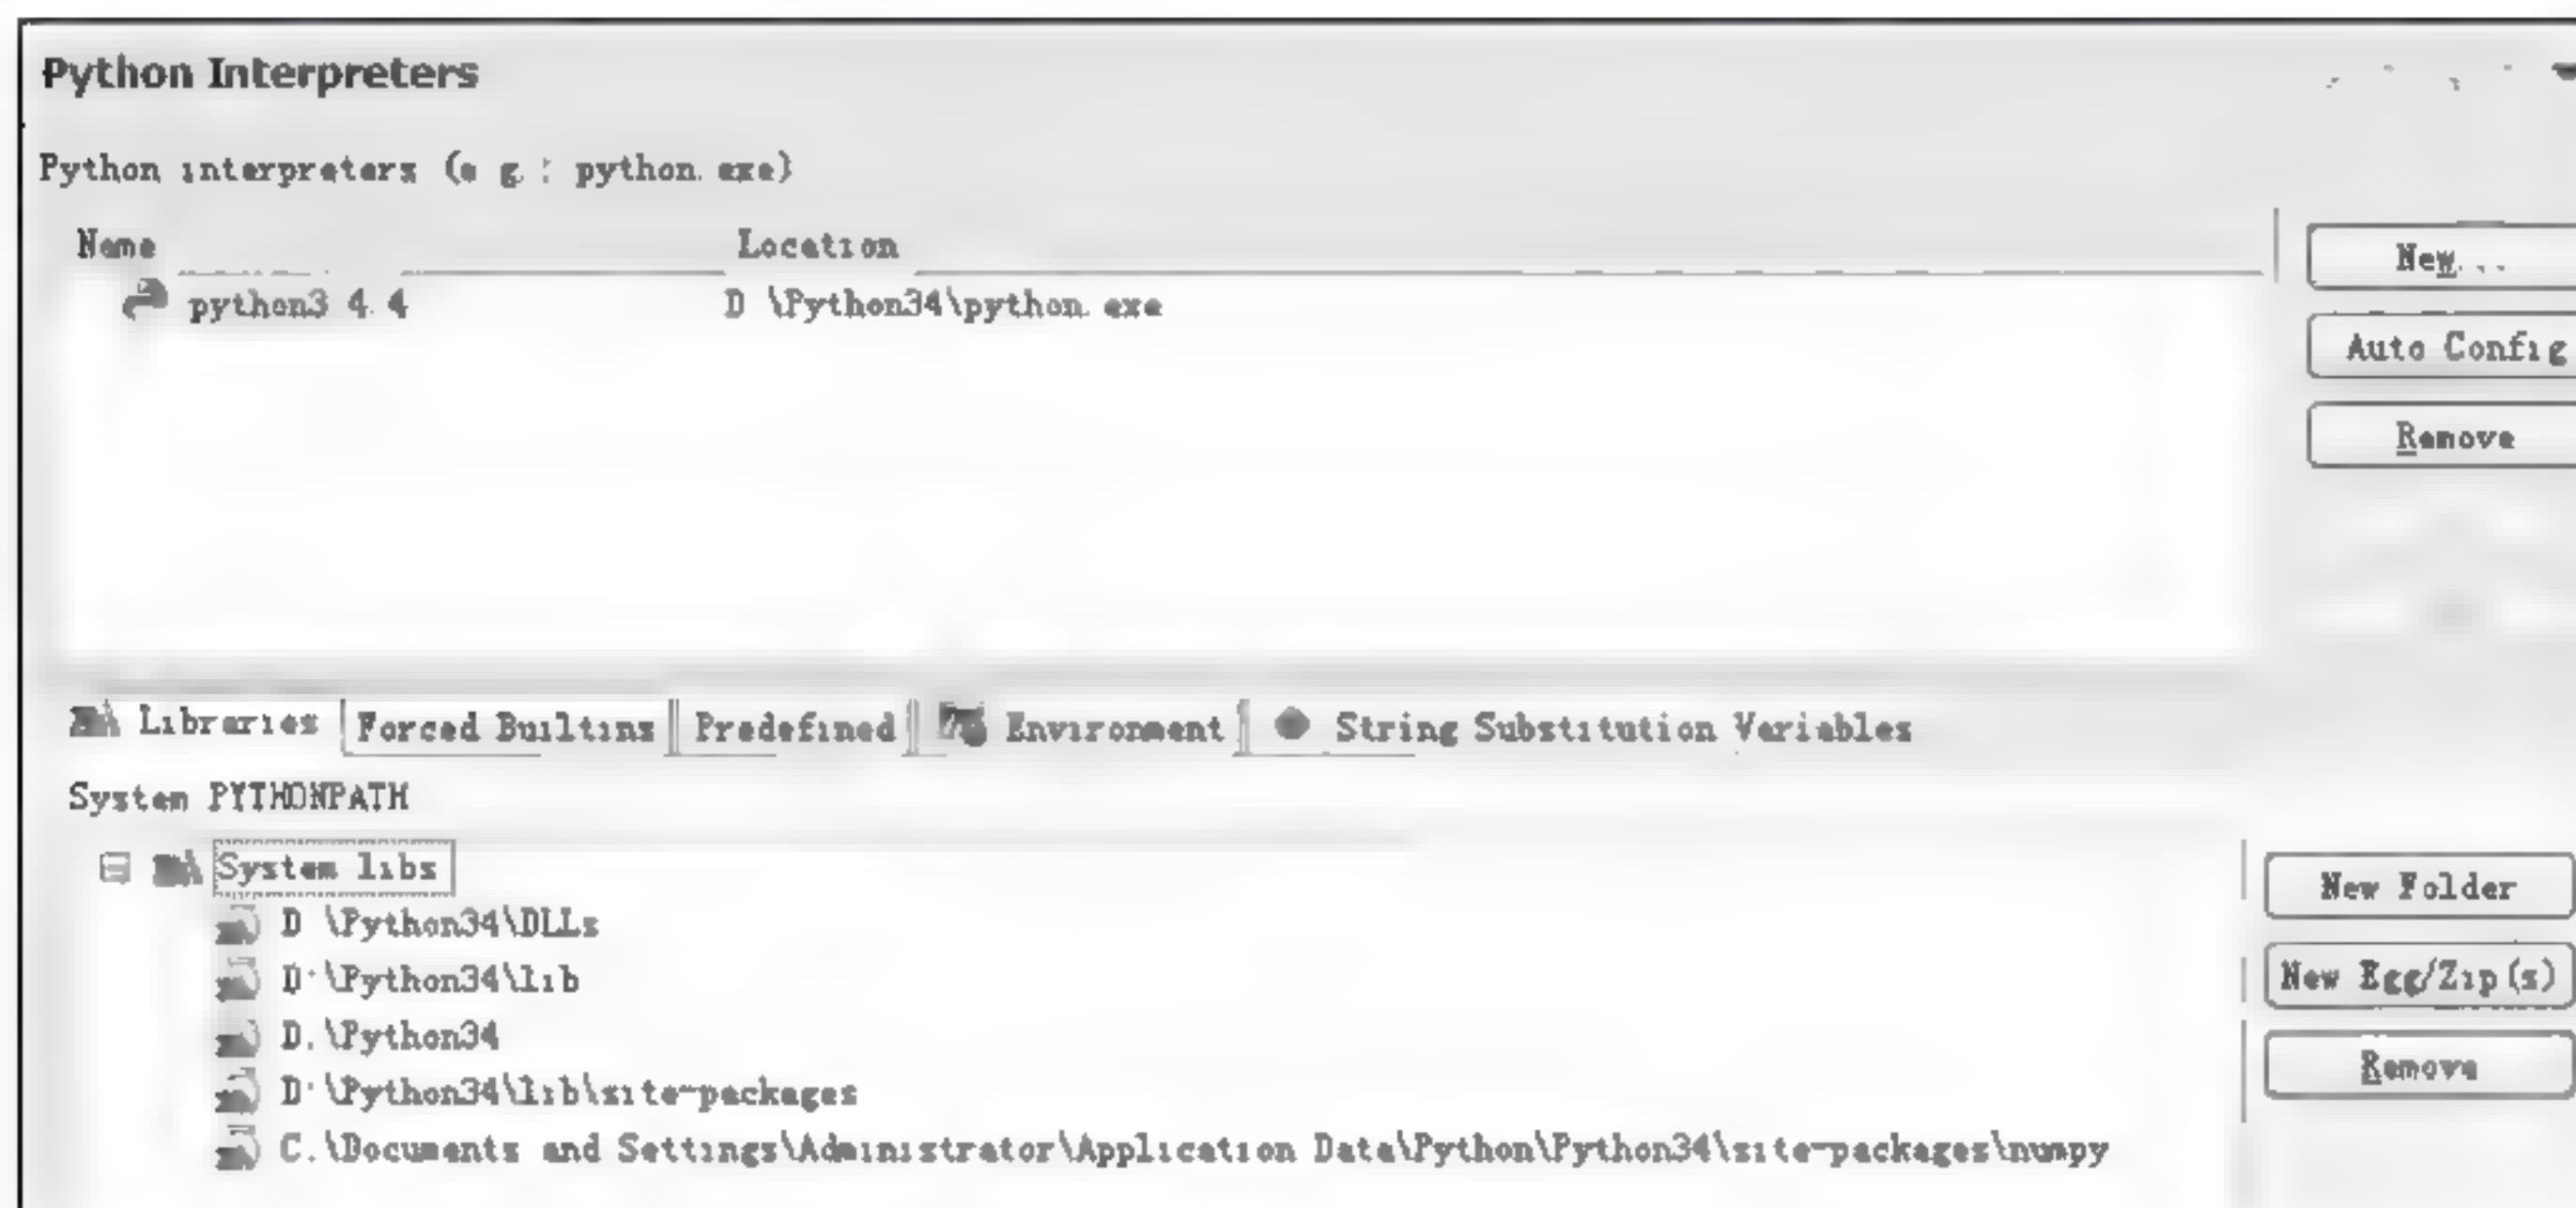 Python Interpreters
Python interpreters (e.g.: python.exe)
Name Location
New...
python3.4.4 D:\Python34\python.exe
Auto Config
Remove
Libraries Forced Builtins Predefined Environment String Substitution Variables
System PYTHONPATH
System libs
New Folder
D:\Python34\DLLs
D:\Python34\lib
New Egg/Zip(s)
D:\Python34
Remove
D:\Python34\lib\site-packages
C:\Documents and Settings\Administrator\Application Data\Python\Python34\site-packages\numpy